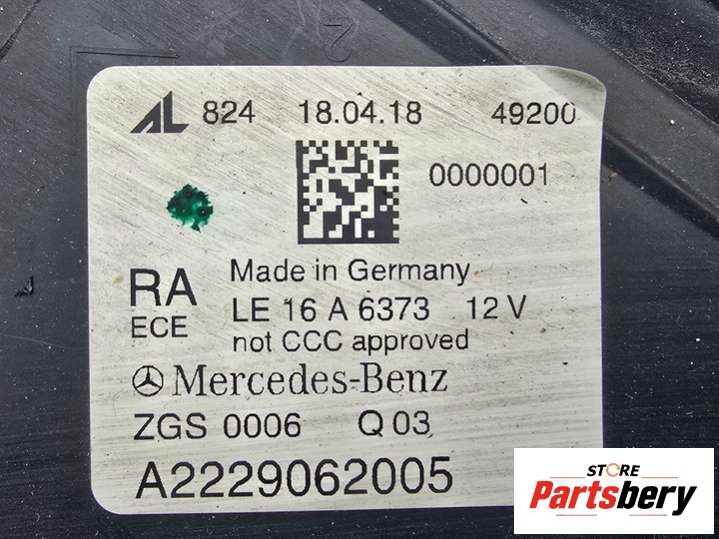 AL 824 18.04.18 49200
0000001
RA Made in Germany
ECE LE 16 A 6373 12 V
not CCC approved
Mercedes-Benz
ZGS 0006 Q 03
A2229062005
STORE
Partsbery